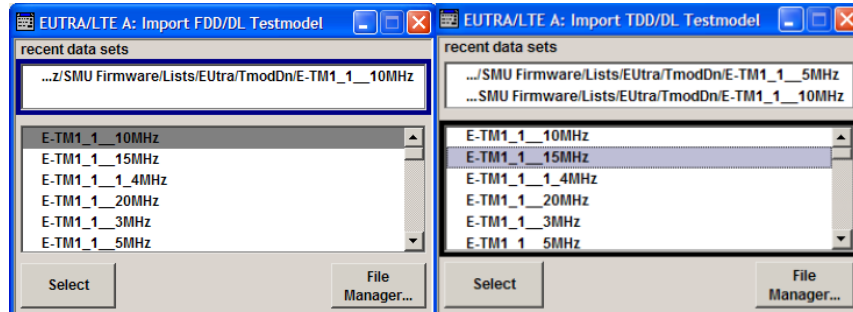 EUTRA/LTE A: Import FDD/DL Testmodel
recent data sets
...z/SMU Firmware/Lists/EUtra/TmodDn/E-TM1_1__10MHz
E-TM1_1__10MHz
E-TM1_1__15MHz
E-TM1_1__1_4MHz
E-TM1_1__20MHz
E-TM1_1__3MHz
E-TM1_1__5MHz
Select
File
Manager...
EUTRA/LTE A: Import TDD/DL Testmodel
recent data sets
.../SMU Firmware/Lists/EUtra/TmodDn/E-TM1_1__5MHz
...SMU Firmware/Lists/EUtra/TmodDn/E-TM1_1__10MHz
E-TM1_1__10MHz
E-TM1_1__15MHz
E-TM1_1__1_4MHz
E-TM1_1__20MHz
E-TM1_1__3MHz
E-TM1_1__5MHz
Select
File
Manager...